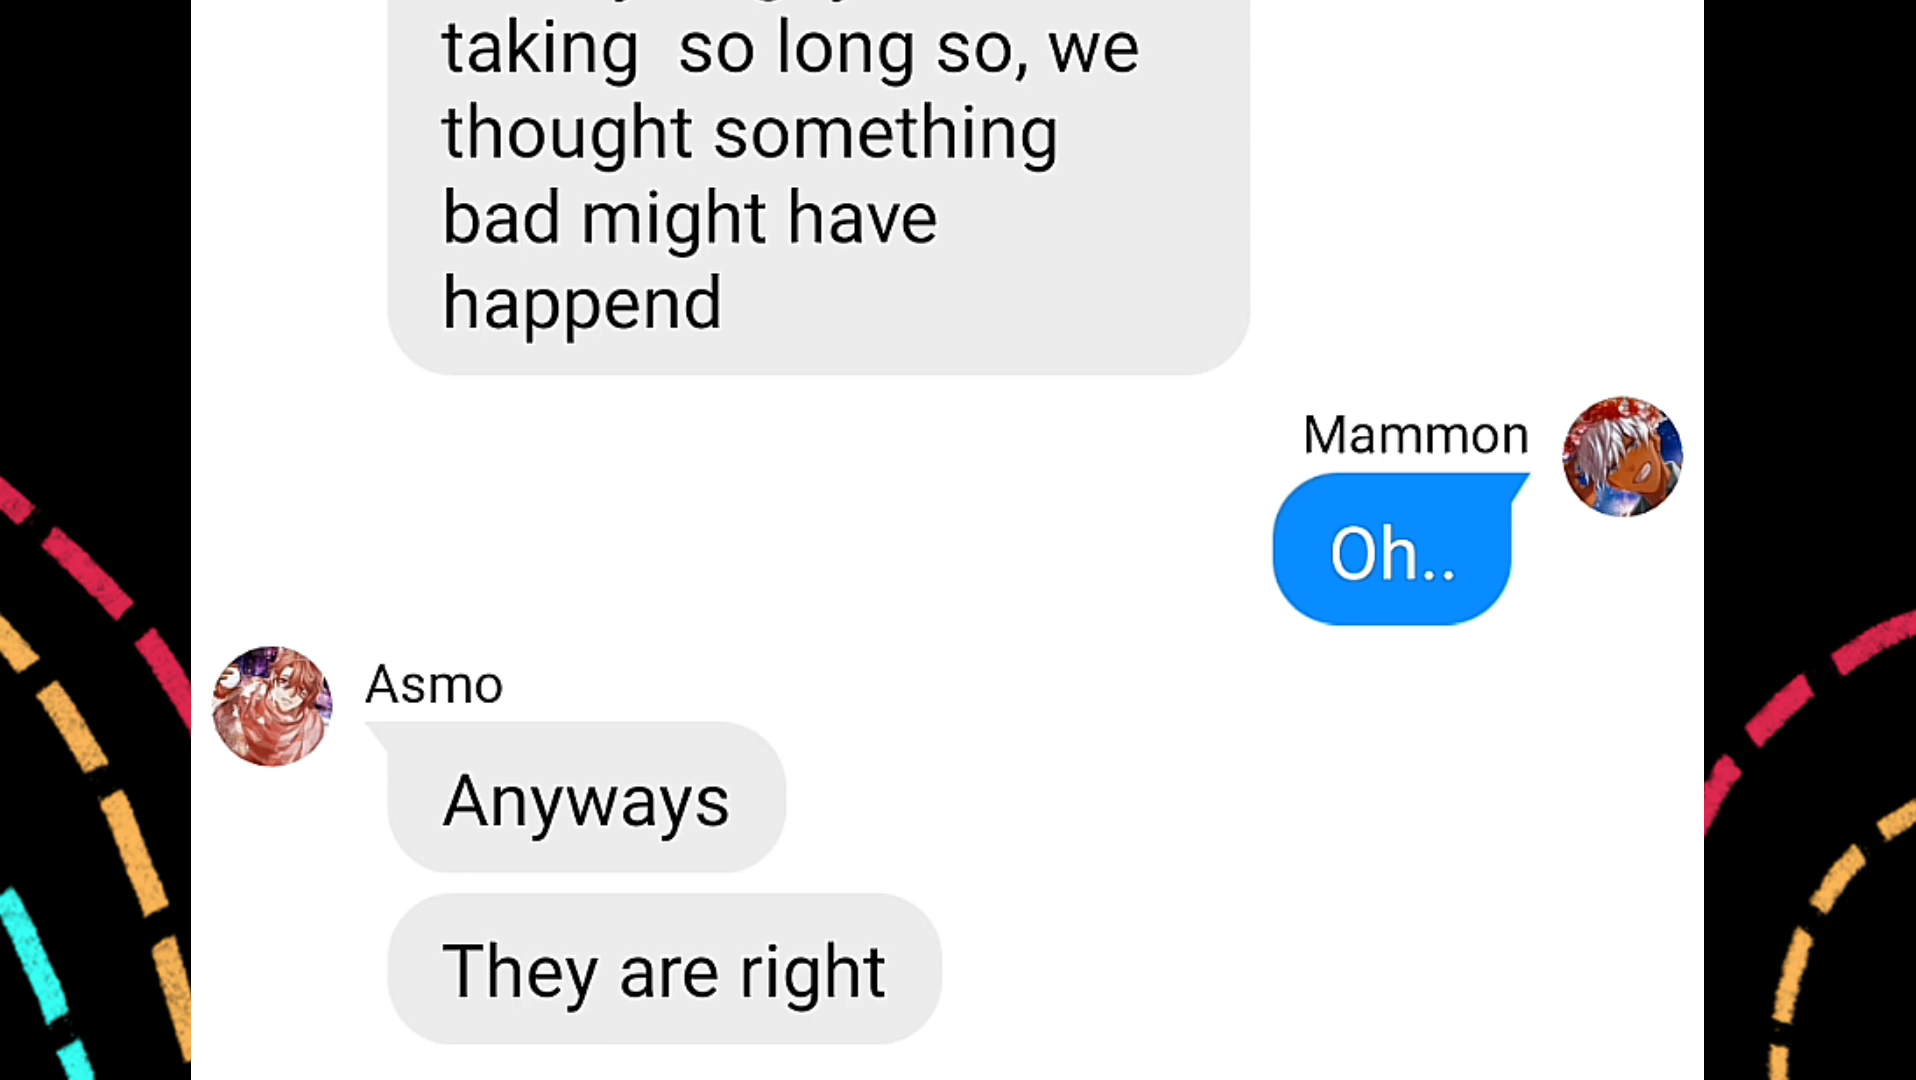 taking  so long so, we
thought something
bad might have
happend
Mammon
Oh..
Asmo
Anyways
They are right